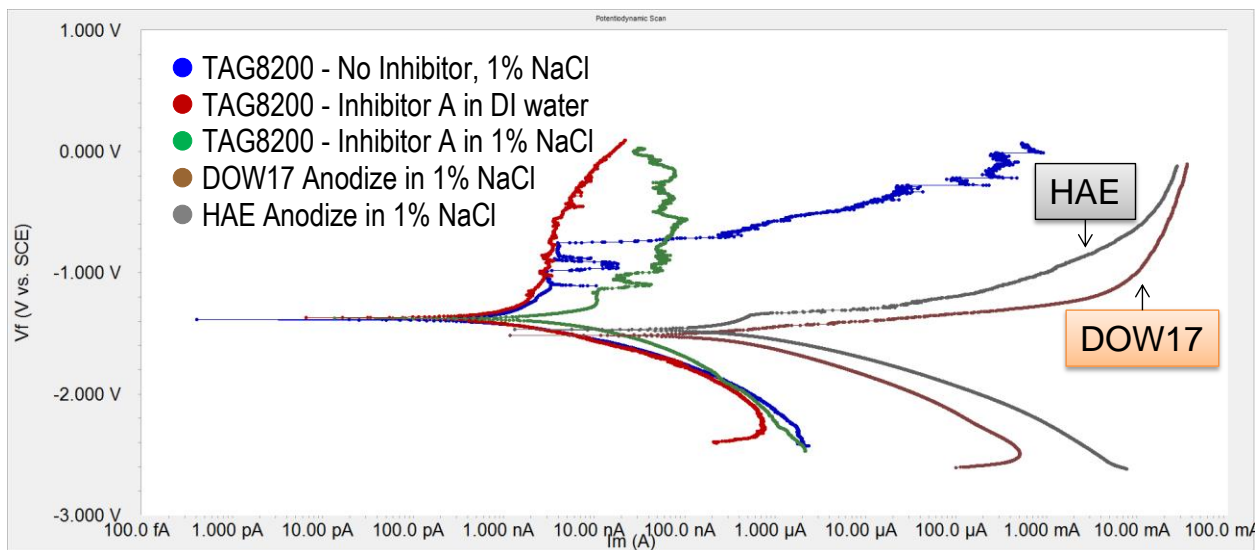 Potentiodynamic Scan
1.000 V
TAG8200 - No Inhibitor, 1% NaCl
TAG8200 - Inhibitor A in DI water
TAG8200 - Inhibitor A in 1% NaCl
DOW17 Anodize in 1% NaCl
HAE Anodize in 1% NaCl
0.000 V
HAE
-1.000 V
Vf (V vs. SCE)
DOW17
-2.000 V
-3.000 V
100.0 fA 1.000 pA 10.00 pA 100.0 pA 1.000 nA 10.00 nA 100.0 nA 1.000 µA 10.00 µA 100.0 µA 1.000 mA 10.00 mA 100.0 mA
Im (A)